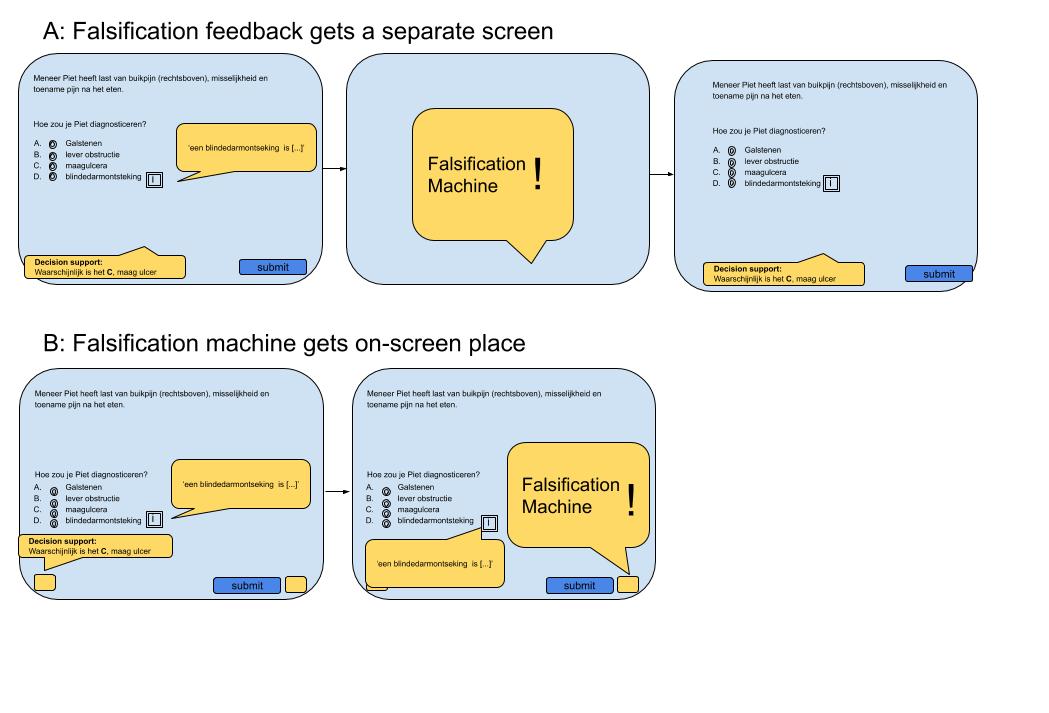 A: Falsification feedback gets a separate screen
Meneer Piet heeft last van buikpijn (rechtsboven), misselijkheid en
toename pijn na het eten.
Hoe zou je Piet diagnosticeren?
A. Galstenen
B. lever obstructie
C. maagulcera
D. blindedarmontsteking
i
'een blindedarmontseking is [...]'
Decision support:
Waarschijnlijk is het C, maag ulcer
submit
Falsification
Machine
!
Meneer Piet heeft last van buikpijn (rechtsboven), misselijkheid en
toename pijn na het eten.
Hoe zou je Piet diagnosticeren?
A. Galstenen
B. lever obstructie
C. maagulcera
D. blindedarmontsteking
i
Decision support:
Waarschijnlijk is het C, maag ulcer
submit
B: Falsification machine gets on-screen place
Meneer Piet heeft last van buikpijn (rechtsboven), misselijkheid en
toename pijn na het eten.
Hoe zou je Piet diagnosticeren?
A. Galstenen
B. lever obstructie
C. maagulcera
D. blindedarmontsteking
i
'een blindedarmontseking is [...]'
Decision support:
Waarschijnlijk is het C, maag ulcer
submit
Meneer Piet heeft last van buikpijn (rechtsboven), misselijkheid en
toename pijn na het eten.
Hoe zou je Piet diagnosticeren?
A. Galstenen
B. lever obstructie
C. maagulcera
D. blindedarmontsteking
i
'een blindedarmontseking is [...]'
Falsification
Machine
!
submit